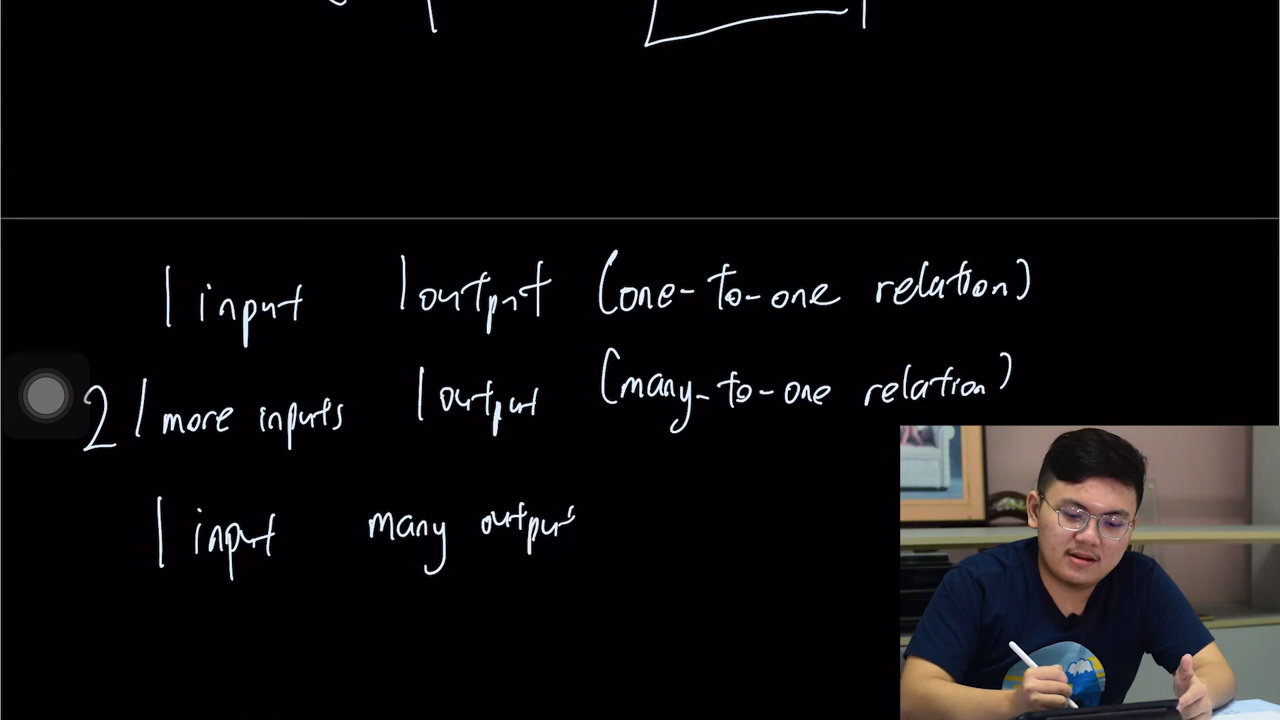 1 input 1 output (one-to-one relation)
2 / more inputs 1 output (many-to-one relation)
1 input many output